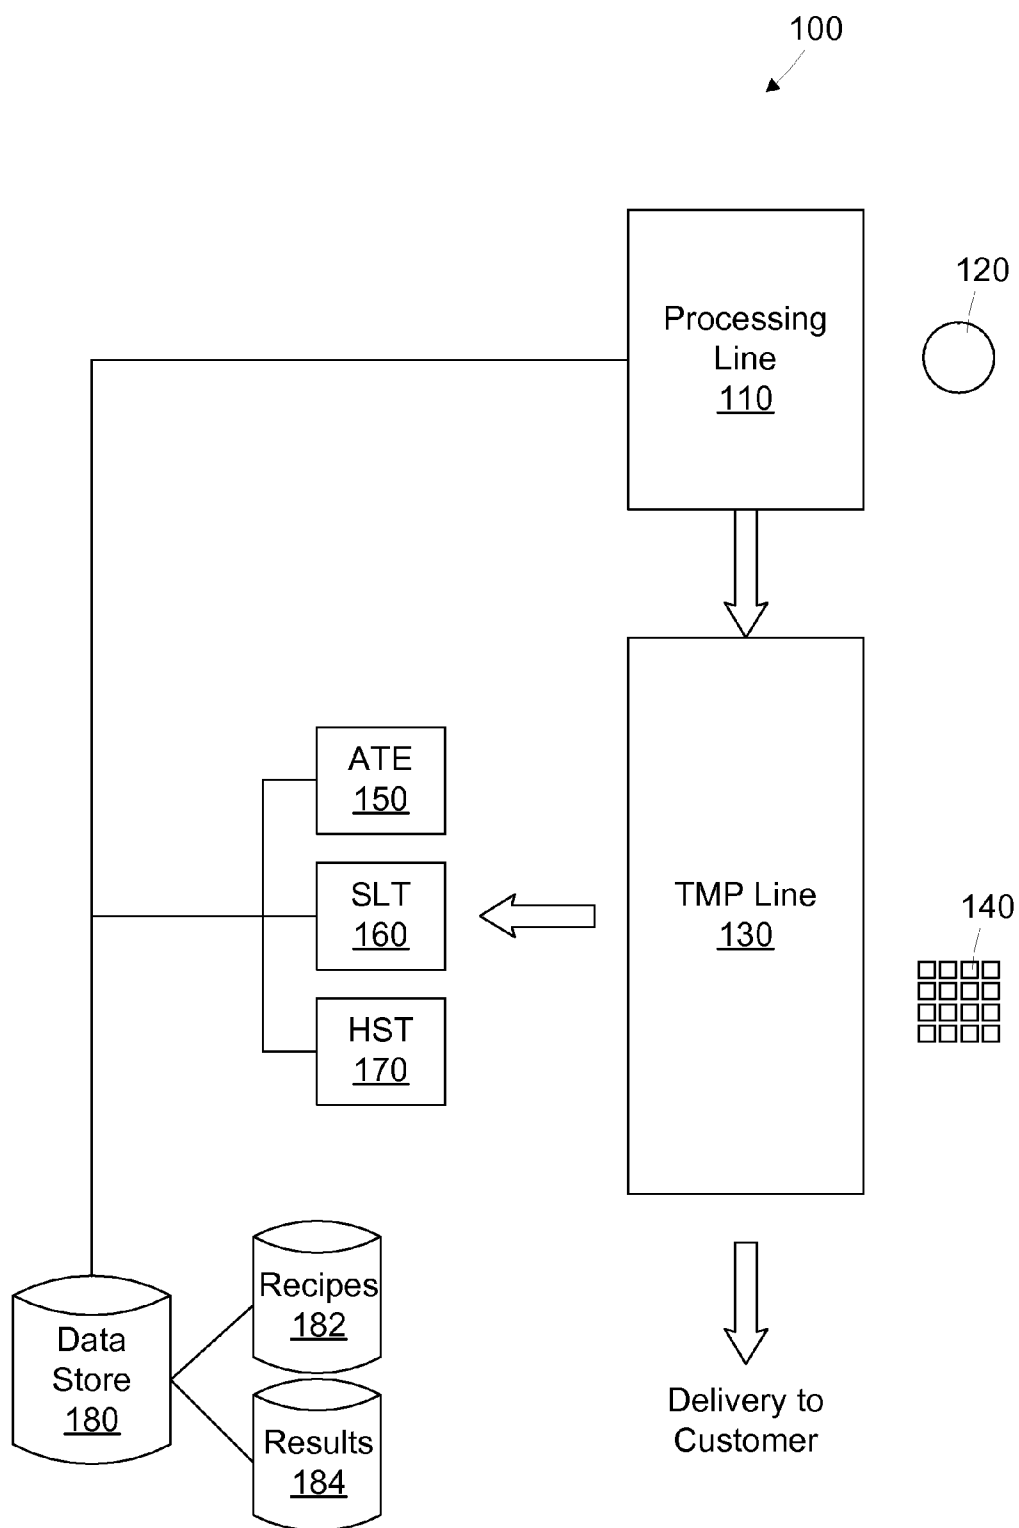 100
120
Processing
Line
110
ATE
150
SLT
160
HST
170
TMP Line
130
140
Recipes
182
Data
Store
180
Results
184
Delivery to
Customer